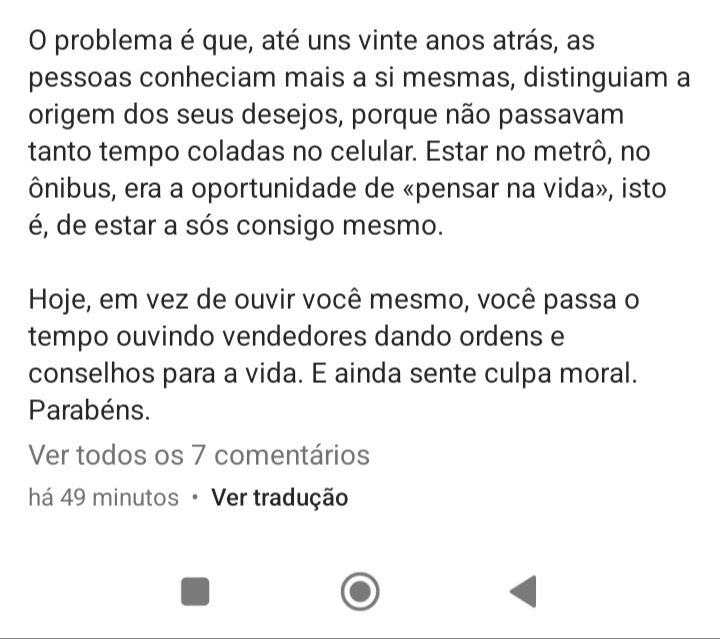 O problema é que, até uns vinte anos atrás, as
pessoas conheciam mais a si mesmas, distinguiam a
origem dos seus desejos, porque não passavam
tanto tempo coladas no celular. Estar no metrô, no
ônibus, era a oportunidade de «pensar na vida», isto
é, de estar a sós consigo mesmo.
Hoje, em vez de ouvir você mesmo, você passa o
tempo ouvindo vendedores dando ordens e
conselhos para a vida. E ainda sente culpa moral.
Parabéns.
Ver todos os 7 comentários
há 49 minutos • Ver tradução